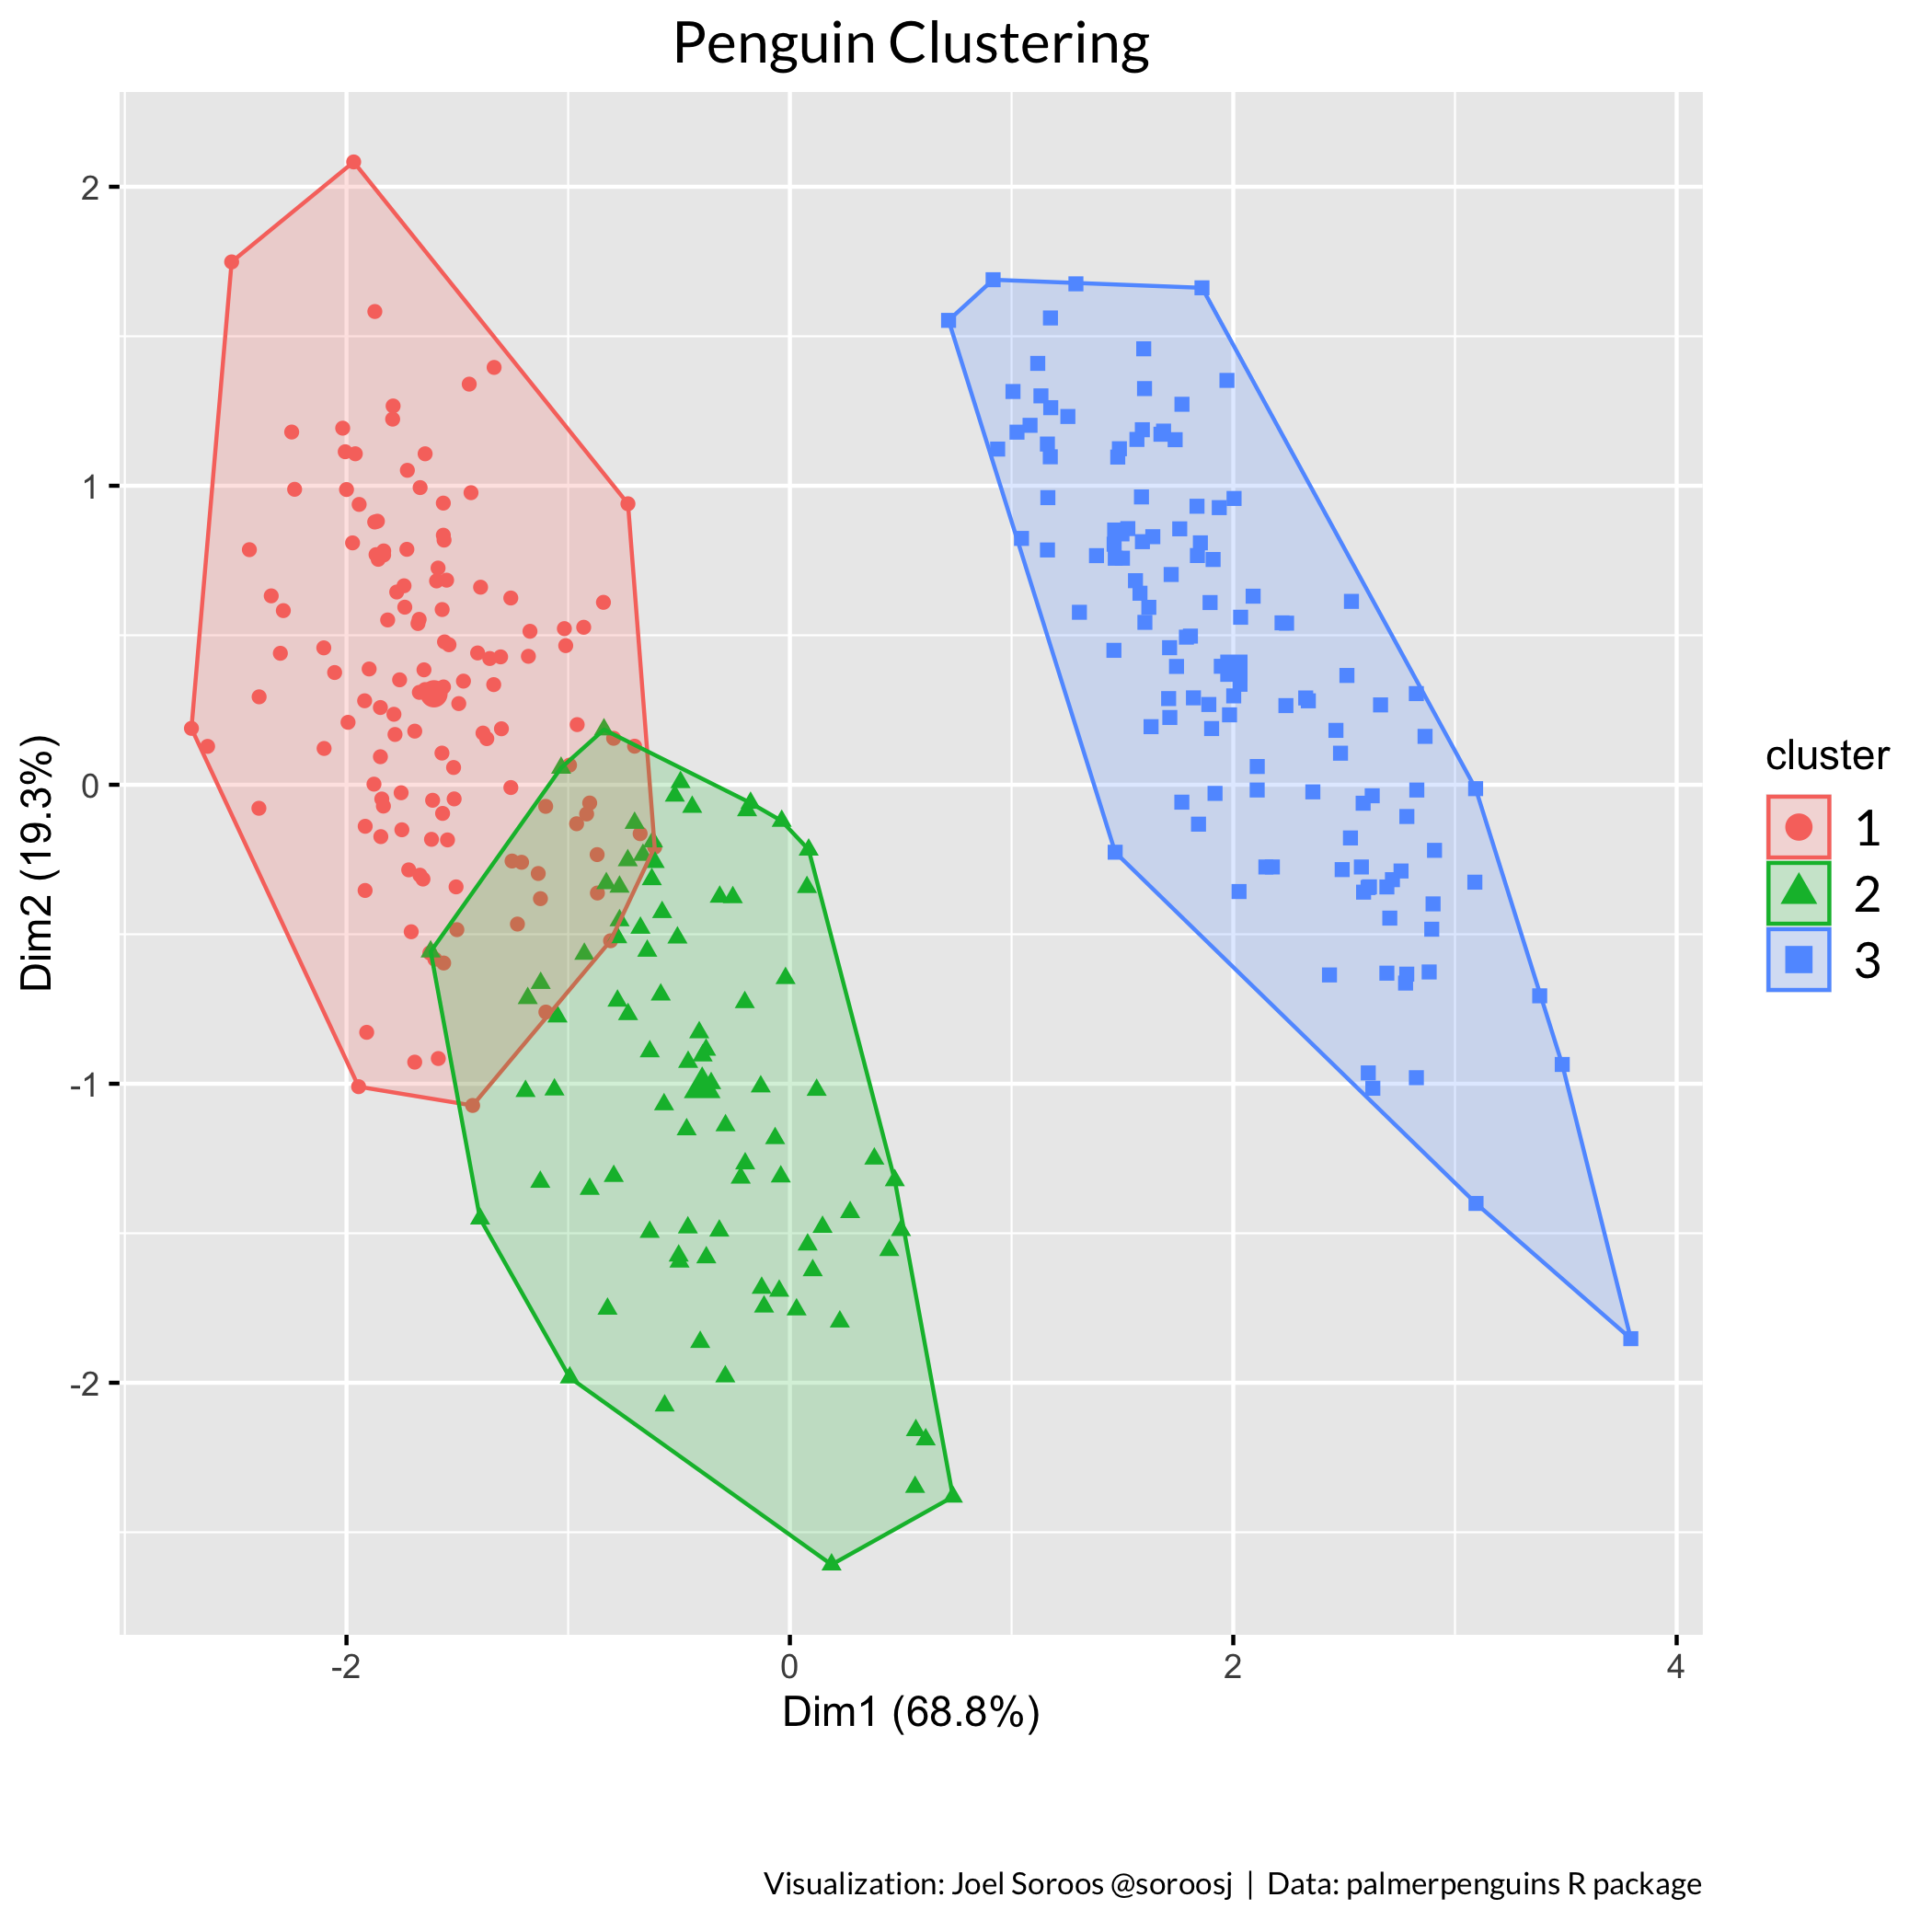 Penguin Clustering
2
1
0
-1
-2
Dim2 (19.3%)
-2
0
2
4
Dim1 (68.8%)
cluster
1
2
3
Visualization: Joel Soroos @soroosj | Data: palmerpenguins R package